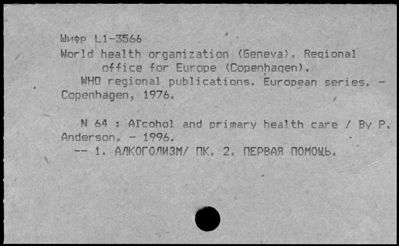 Шифр L1-3566
World health organization (Geneva). Regional
office for Europe (Copenhagen).
WHO regional publications. European series. -
Copenhagen, 1976.
N 64 : Alcohol and primary health care / By P.
Anderson. - 1996.
-- 1. АЛКОГОЛИЗМ/ ПК. 2. ПЕРВАЯ ПОМОЩЬ.